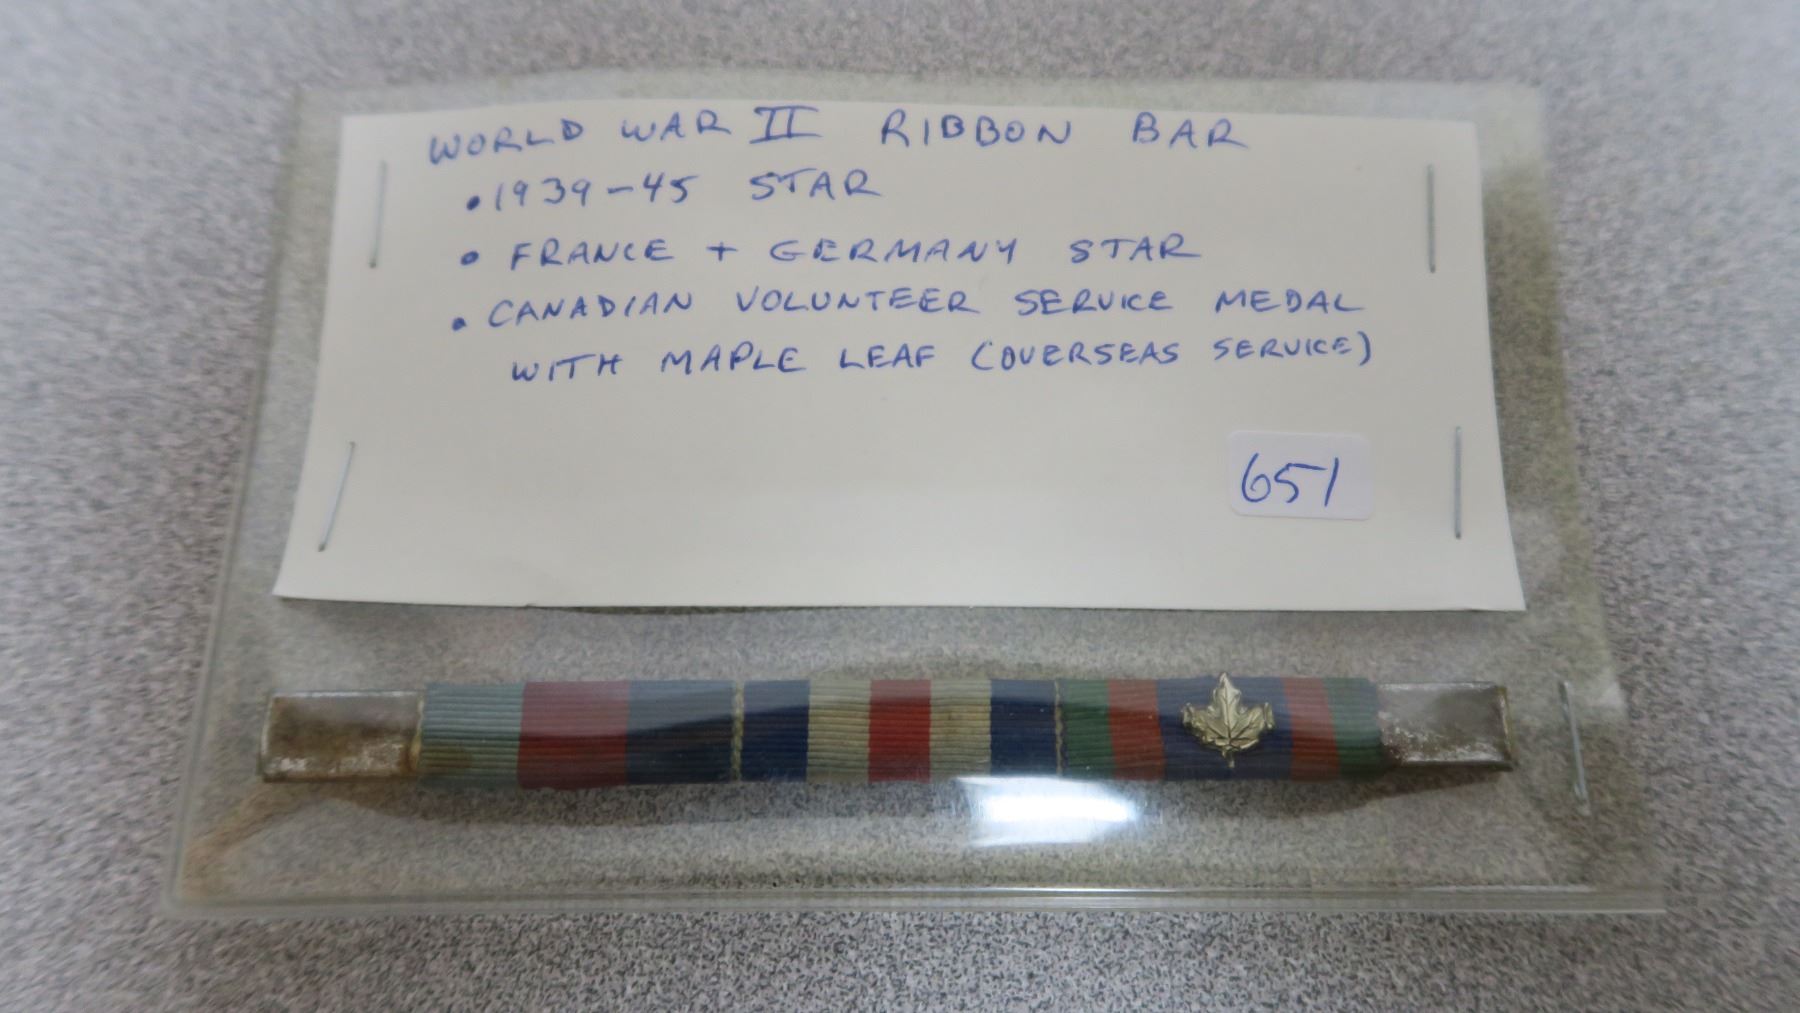 WORLD WAR II RIBBON BAR
• 1939-45 STAR
• FRANCE + GERMANY STAR
• CANADIAN VOLUNTEER SERVICE MEDAL
WITH MAPLE LEAF (OVERSEAS SERVICE)
651